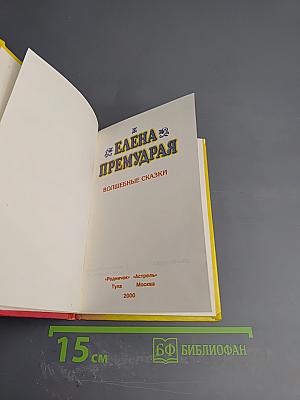 ЕЛЕНА
ПРЕМУДРАЯ
ВОЛШЕБНЫЕ СКАЗКИ
«Родничок» «Астрель»
Тула Москва
2000
15 см
БФ БИБЛИОФАН